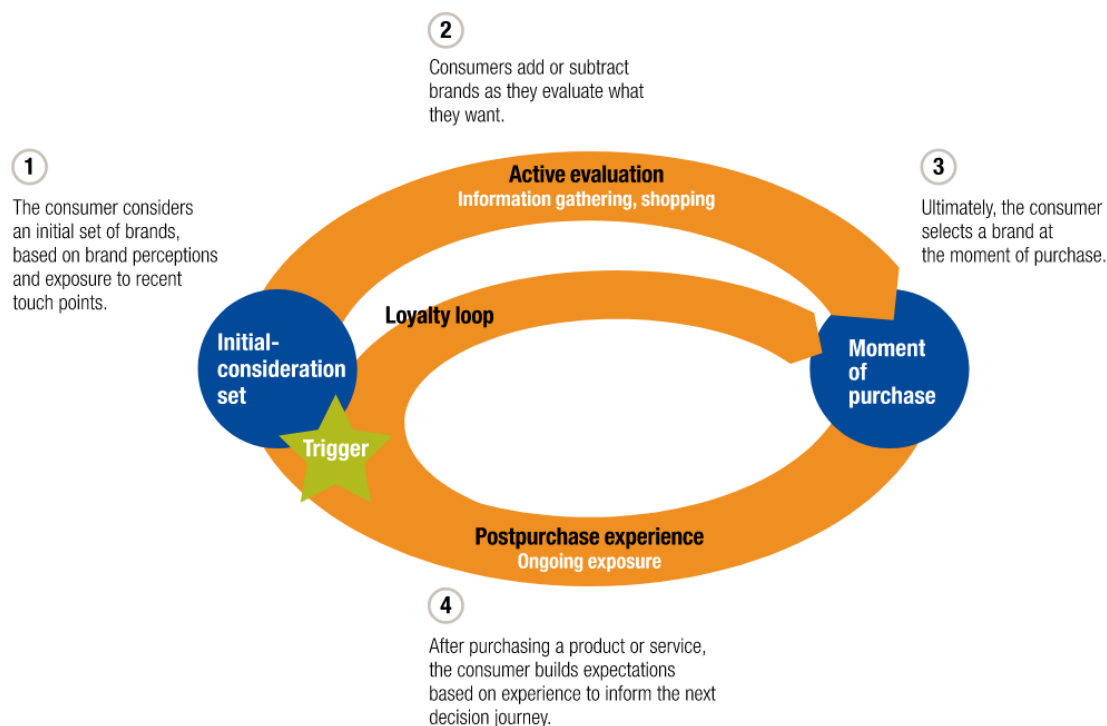 1
The consumer considers
an initial set of brands,
based on brand perceptions
and exposure to recent
touch points.
2
Consumers add or subtract
brands as they evaluate what
they want.
3
Ultimately, the consumer
selects a brand at
the moment of purchase.
Active evaluation
Information gathering, shopping
Loyalty loop
Initial-
consideration
set
Trigger
Moment
of
purchase
Postpurchase experience
Ongoing exposure
4
After purchasing a product or service,
the consumer builds expectations
based on experience to inform the next
decision journey.